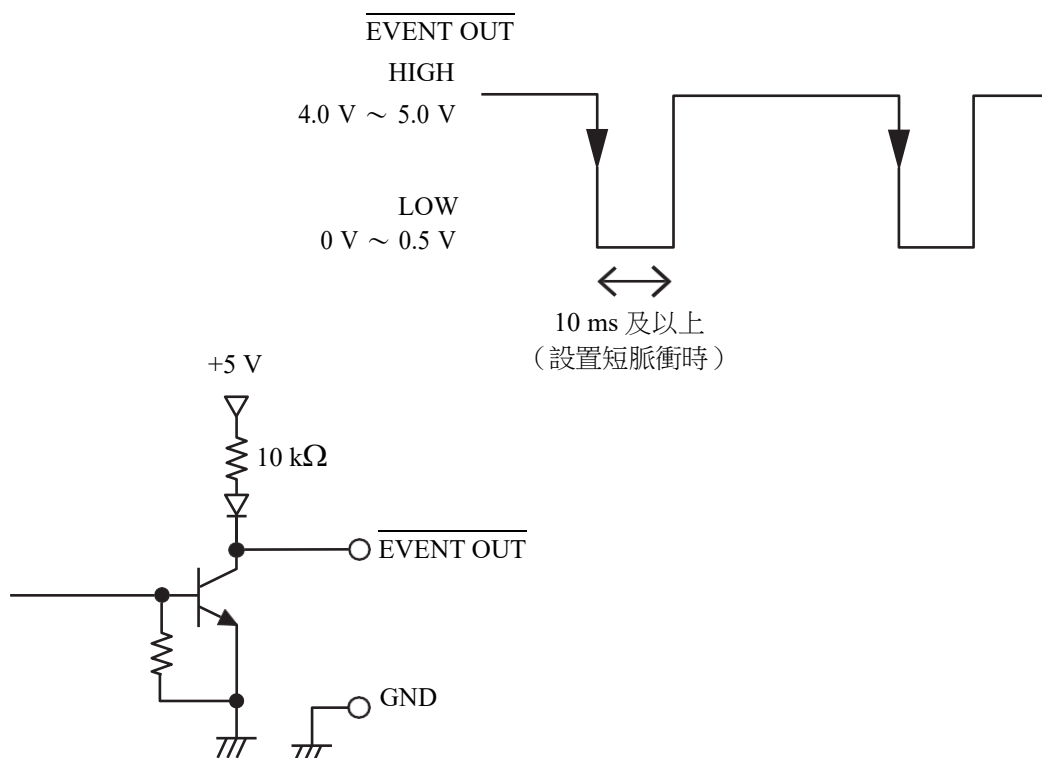 EVENT OUT
HIGH
4.0 V ～ 5.0 V
LOW
0 V ～ 0.5 V
10 ms 及以上
（設置短脈衝時）
+5 V
10 kΩ
EVENT OUT
GND